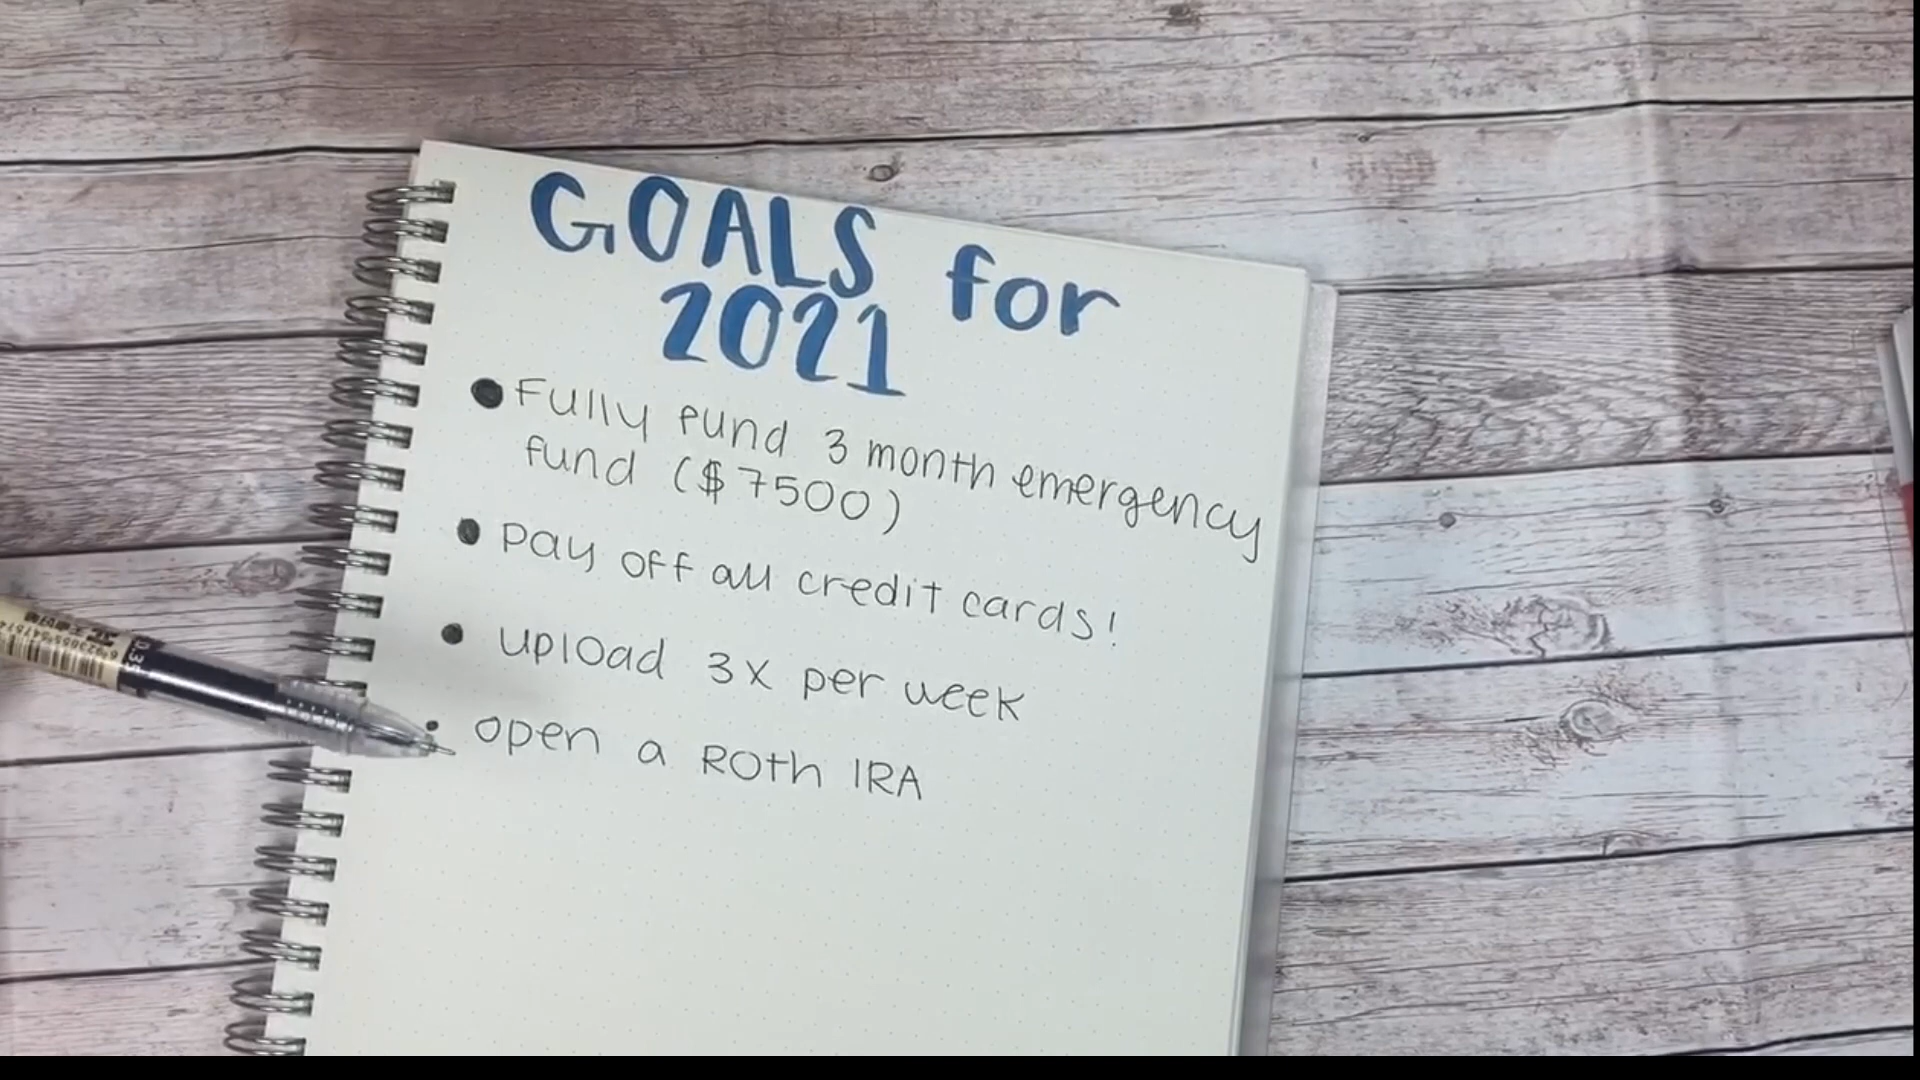 GOALS for
2021
● Fully fund 3 month emergency
fund ($7500)
● pay off all credit cards!
● upload 3x per week
• open a Roth IRA